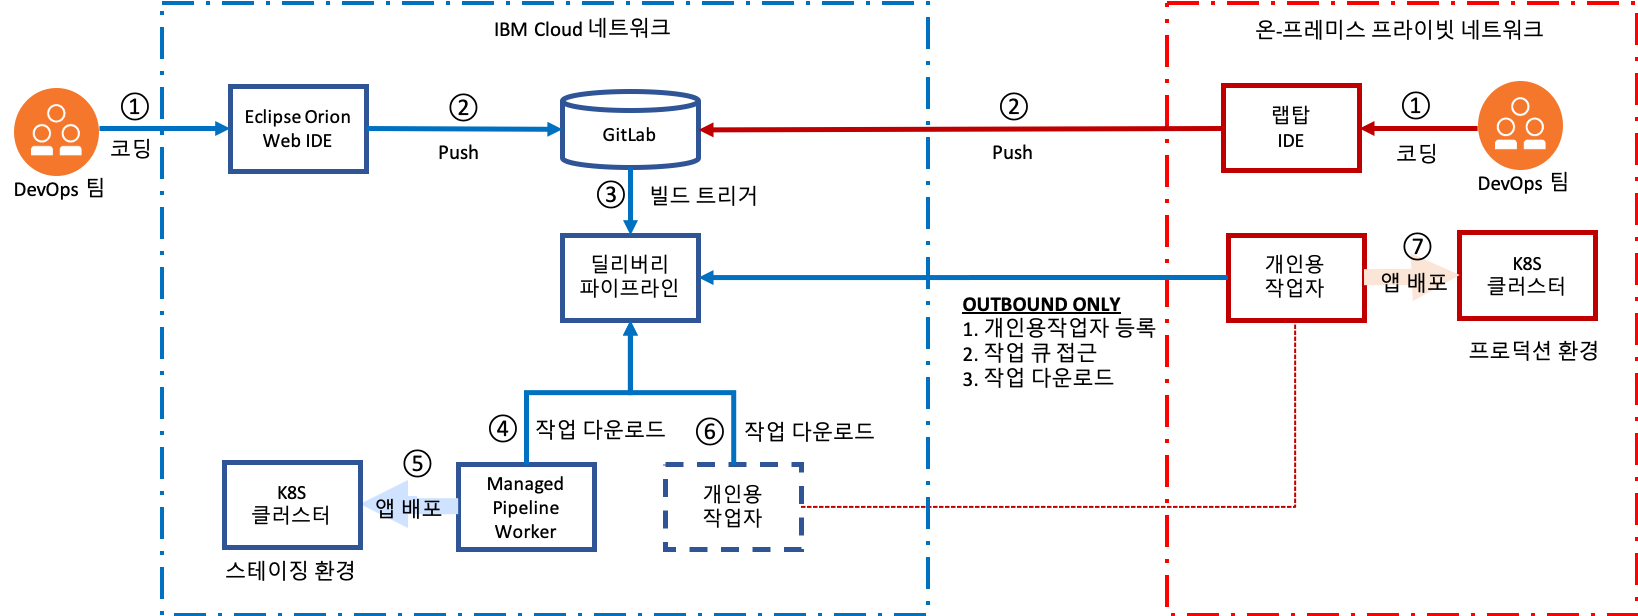 IBM Cloud 네트워크
온-프레미스 프라이빗 네트워크
①
코딩
DevOps 팀
Eclipse Orion
Web IDE
②
Push
GitLab
②
Push
랩탑
IDE
①
코딩
DevOps 팀
③
빌드 트리거
딜리버리
파이프라인
OUTBOUND ONLY
1. 개인용작업자 등록
2. 작업 큐 접근
3. 작업 다운로드
개인용
작업자
⑦
앱 배포
K8S
클러스터
프로덕션 환경
④
작업 다운로드
⑥
작업 다운로드
K8S
클러스터
스테이징 환경
⑤
앱 배포
Managed
Pipeline
Worker
개인용
작업자